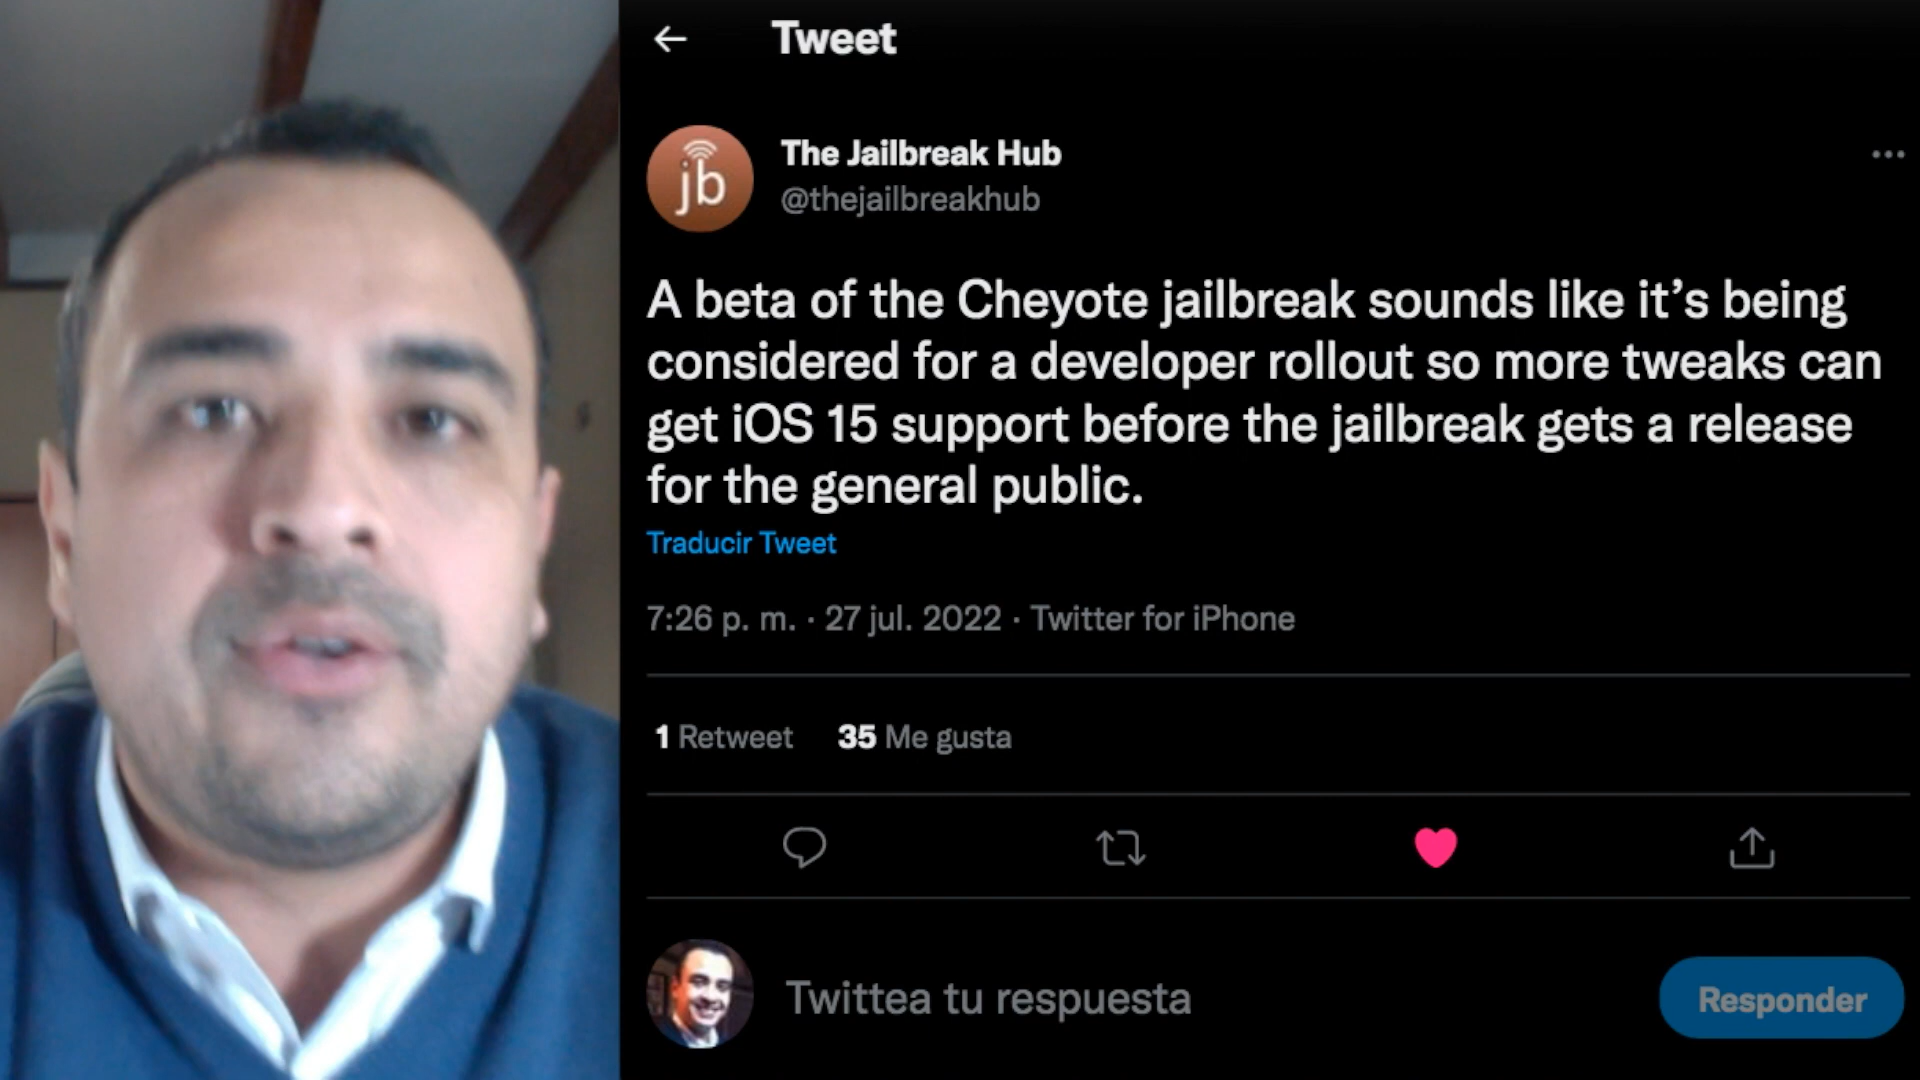 Tweet
jb
The Jailbreak Hub
@thejailbreakhub
A beta of the Cheyote jailbreak sounds like it’s being
considered for a developer rollout so more tweaks can
get iOS 15 support before the jailbreak gets a release
for the general public.
Traducir Tweet
7:26 p. m. · 27 jul. 2022 · Twitter for iPhone
1 Retweet 35 Me gusta
Twittea tu respuesta
Responder